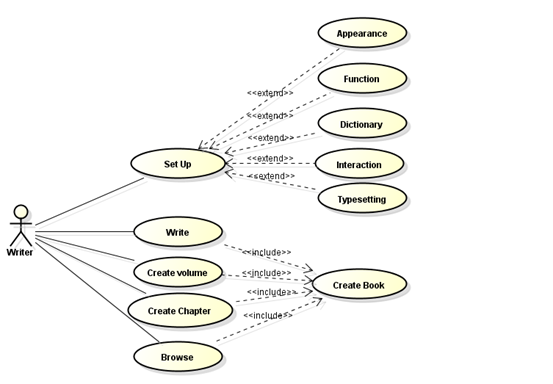 Appearance
Function
<<extend>>
<<extend>>
Dictionary
<<extend>>
Set Up
<<extend>>
Interaction
<<extend>>
Typesetting
Writer
Write
<<include>>
Create volume
<<include>>
Create Book
<<include>>
Create Chapter
<<include>>
Browse